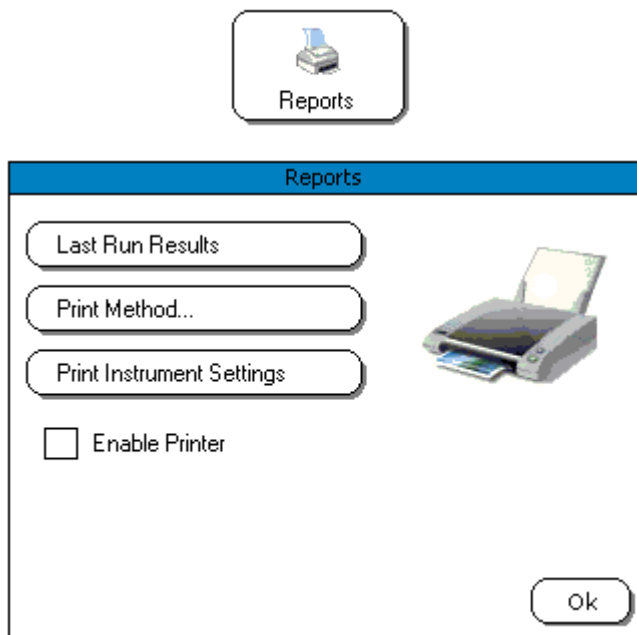 Reports
Reports
Last Run Results
Print Method...
Print Instrument Settings
Enable Printer
Ok